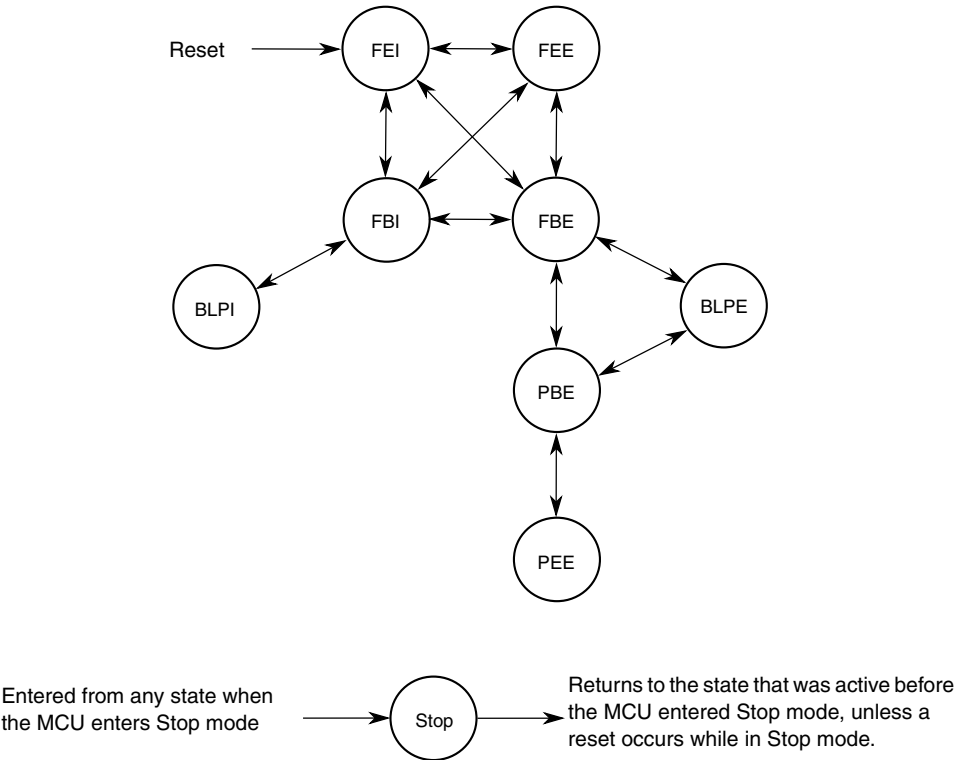 Reset
FEI
FEE
FBI
FBE
BLPI
BLPE
PBE
PEE
Entered from any state when
the MCU enters Stop mode
Stop
Returns to the state that was active before
the MCU entered Stop mode, unless a
reset occurs while in Stop mode.